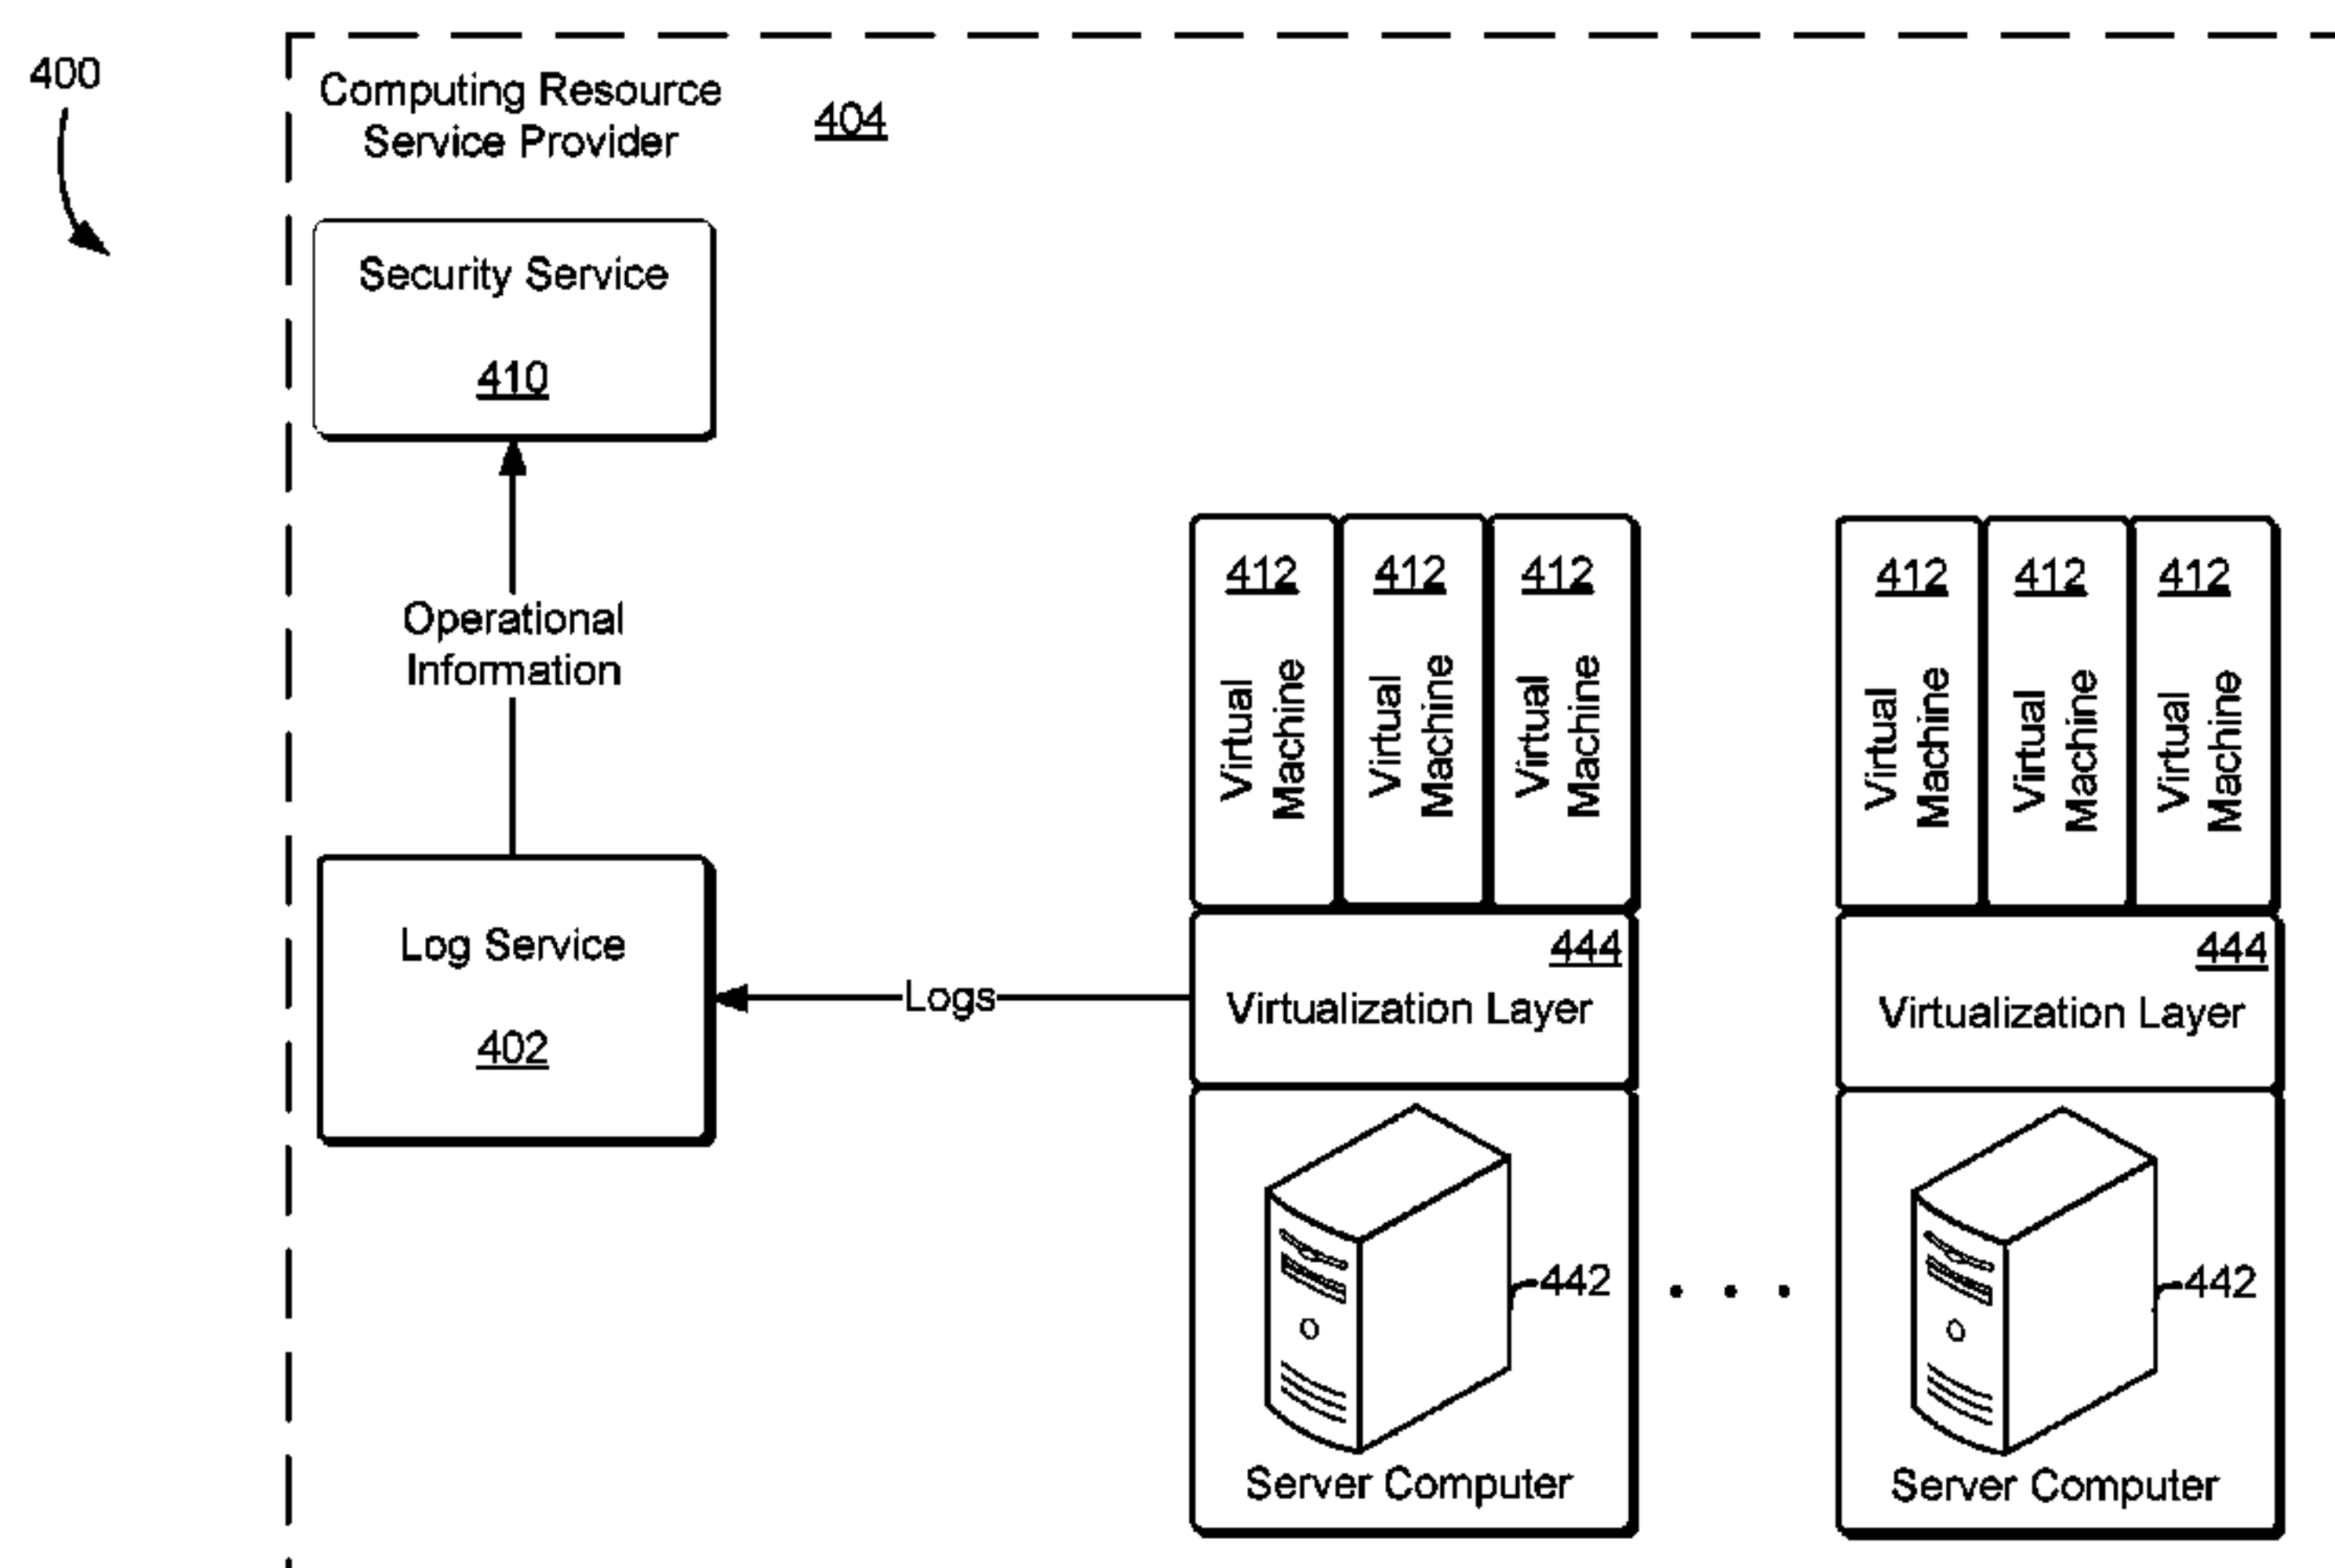 400
Computing Resource
Service Provider
404
Security Service
410
Operational
Information
Log Service
402
Logs
412
Virtual
Machine
412
Virtual
Machine
412
Virtual
Machine
444
Virtualization Layer
442
Server Computer
. . .
412
Virtual
Machine
412
Virtual
Machine
412
Virtual
Machine
444
Virtualization Layer
442
Server Computer